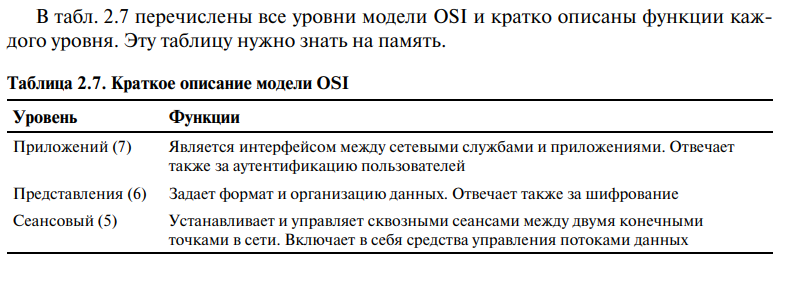 В табл. 2.7 перечислены все уровни модели OSI и кратко описаны функции каж-
дого уровня. Эту таблицу нужно знать на память.
Таблица 2.7. Краткое описание модели OSI
Уровень Функции
Приложений (7) Является интерфейсом между сетевыми службами и приложениями. Отвечает
также за аутентификацию пользователей
Представления (6) Задает формат и организацию данных. Отвечает также за шифрование
Сеансовый (5) Устанавливает и управляет сквозными сеансами между двумя конечными
точками в сети. Включает в себя средства управления потоками данных